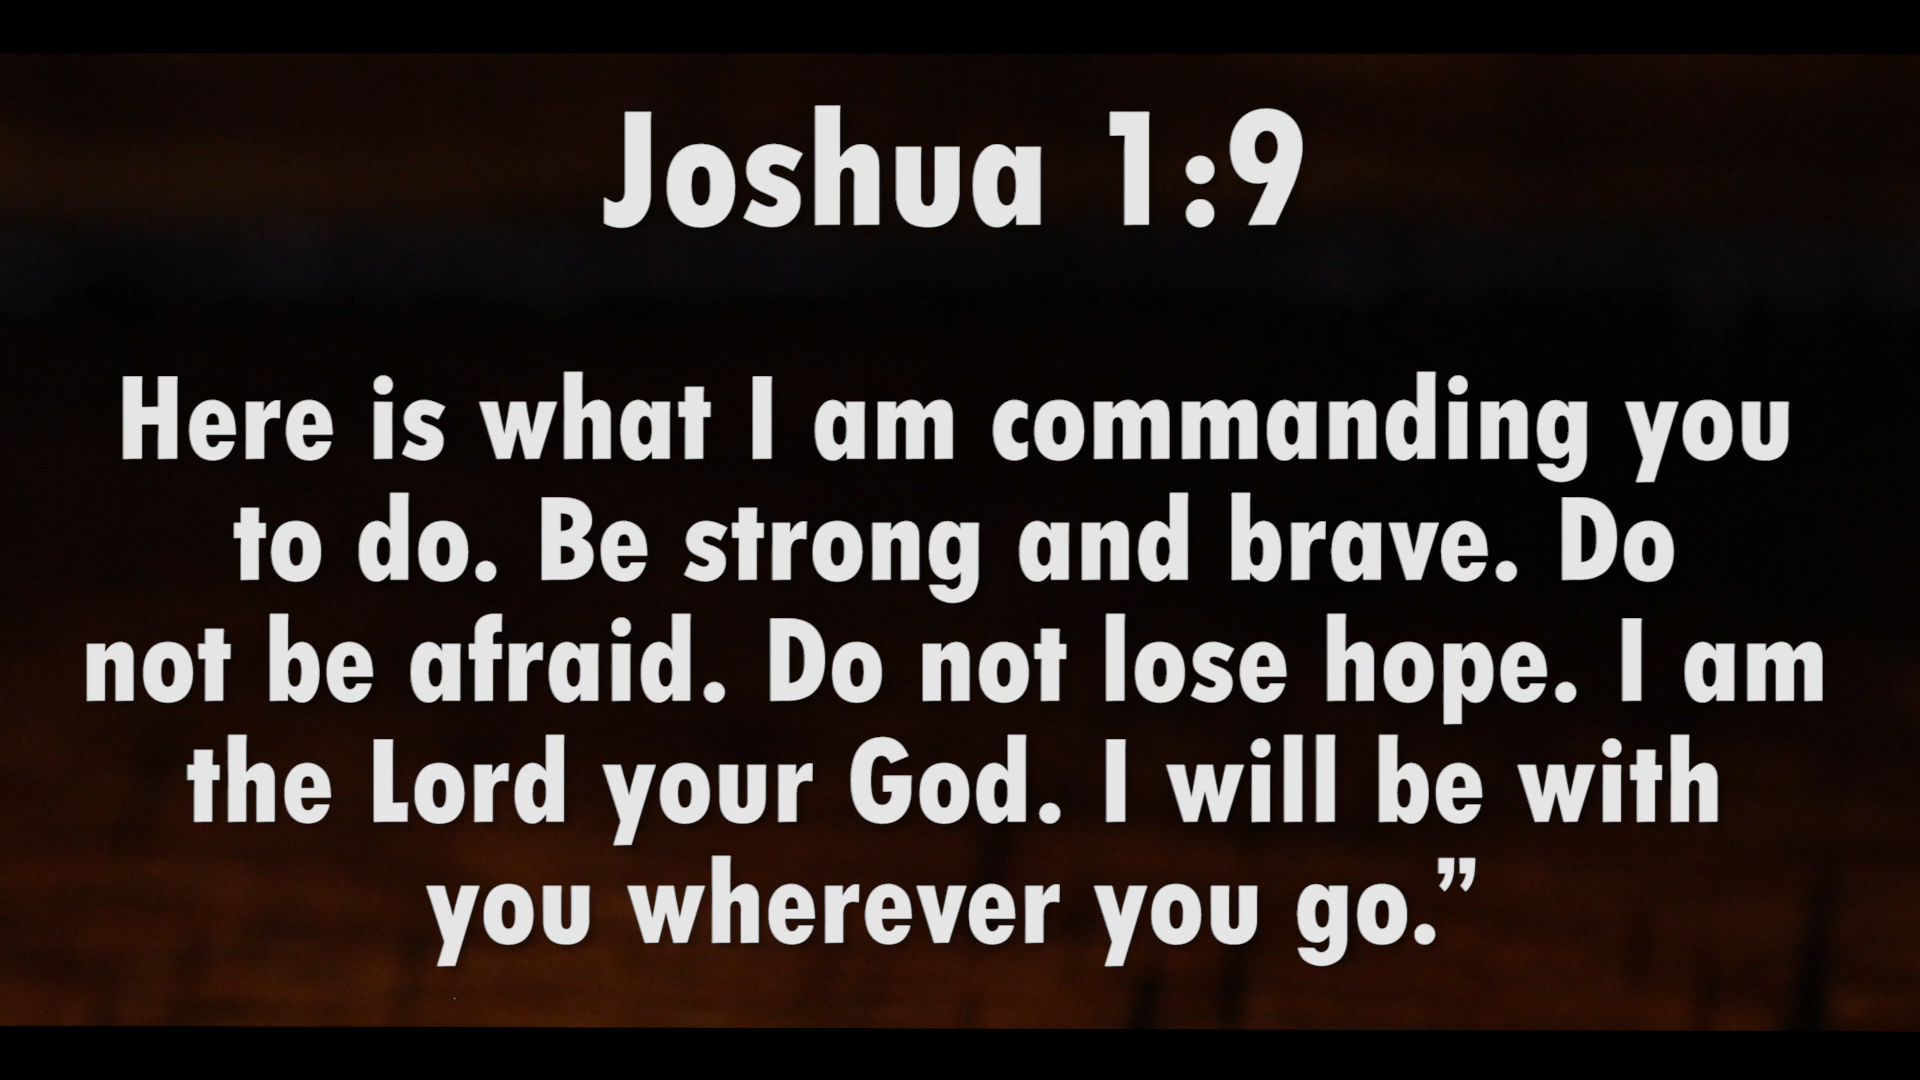 Joshua 1:9
Here is what I am commanding you
to do. Be strong and brave. Do
not be afraid. Do not lose hope. I am
the Lord your God. I will be with
you wherever you go.”